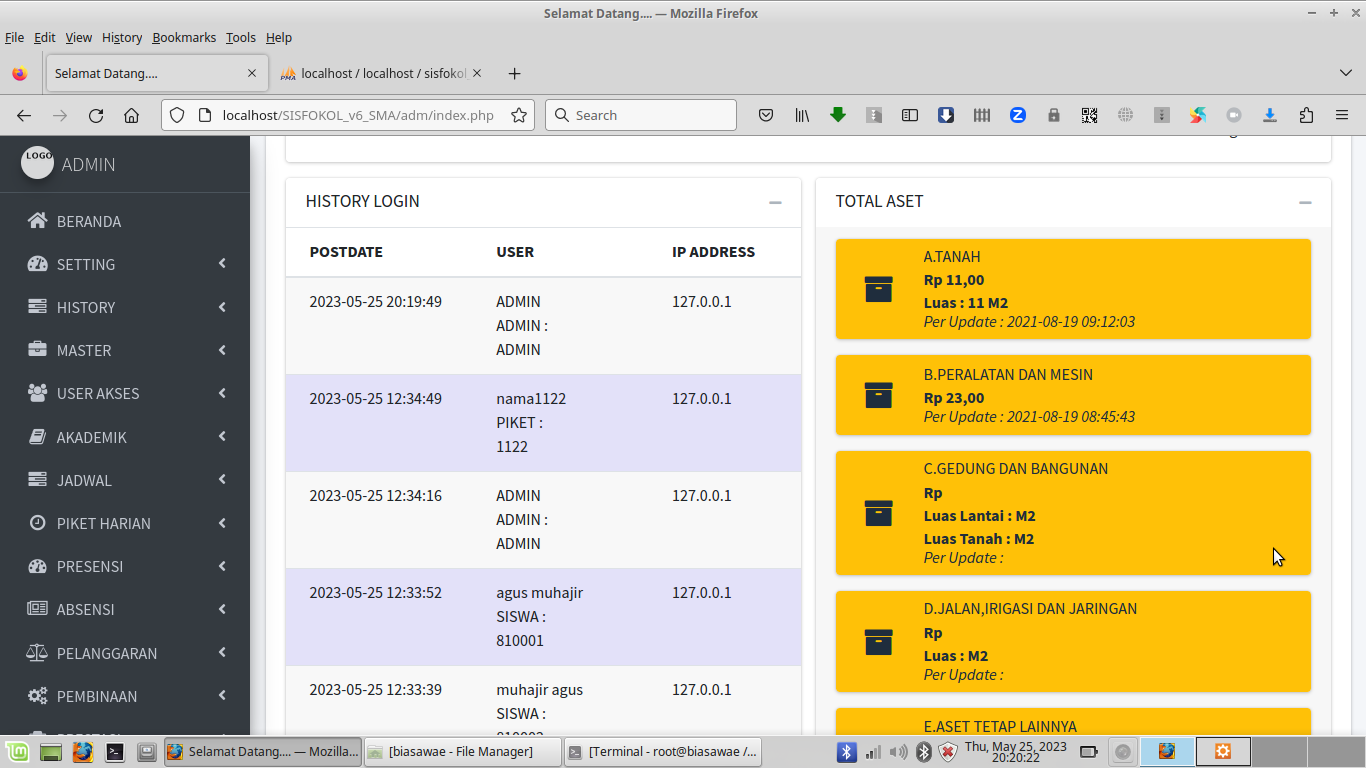 Selamat Datang.... — Mozilla Firefox
File Edit View History Bookmarks Tools Help
Selamat Datang....
PMA localhost / localhost / sisfokol
localhost/SISFOKOL_v6_SMA/adm/index.php
Search
LOGO ADMIN
BERANDA
SETTING
HISTORY
MASTER
USER AKSES
AKADEMIK
JADWAL
PIKET HARIAN
PRESENSI
ABSENSI
PELANGGARAN
PEMBINAAN
HISTORY LOGIN
POSTDATE USER IP ADDRESS
2023-05-25 20:19:49 ADMIN 127.0.0.1
ADMIN :
ADMIN
2023-05-25 12:34:49 nama1122 127.0.0.1
PIKET :
1122
2023-05-25 12:34:16 ADMIN 127.0.0.1
ADMIN :
ADMIN
2023-05-25 12:33:52 agus muhajir 127.0.0.1
SISWA :
810001
2023-05-25 12:33:39 muhajir agus 127.0.0.1
SISWA :
TOTAL ASET
A.TANAH
Rp 11,00
Luas : 11 M2
Per Update : 2021-08-19 09:12:03
B.PERALATAN DAN MESIN
Rp 23,00
Per Update : 2021-08-19 08:45:43
C.GEDUNG DAN BANGUNAN
Rp
Luas Lantai : M2
Luas Tanah : M2
Per Update :
D.JALAN,IRIGASI DAN JARINGAN
Rp
Luas : M2
Per Update :
E.ASET TETAP LAINNYA
Selamat Datang.... — Mozilla...
[biasawae - File Manager]
[Terminal - root@biasawae /...
Thu, May 25, 2023
20:20:22